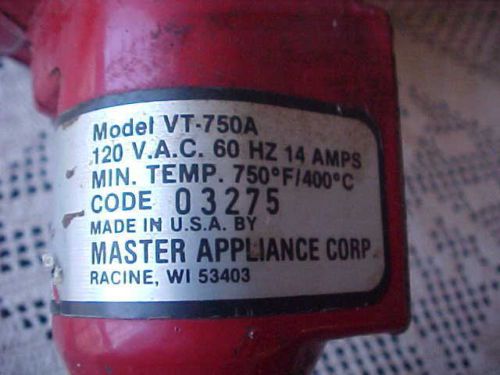 Model VT-750A
120 V.A.C. 60 HZ 14 AMPS
MIN. TEMP. 750°F/400°C
CODE 03275
MADE IN U.S.A. BY
MASTER APPLIANCE CORP
RACINE, WI 53403